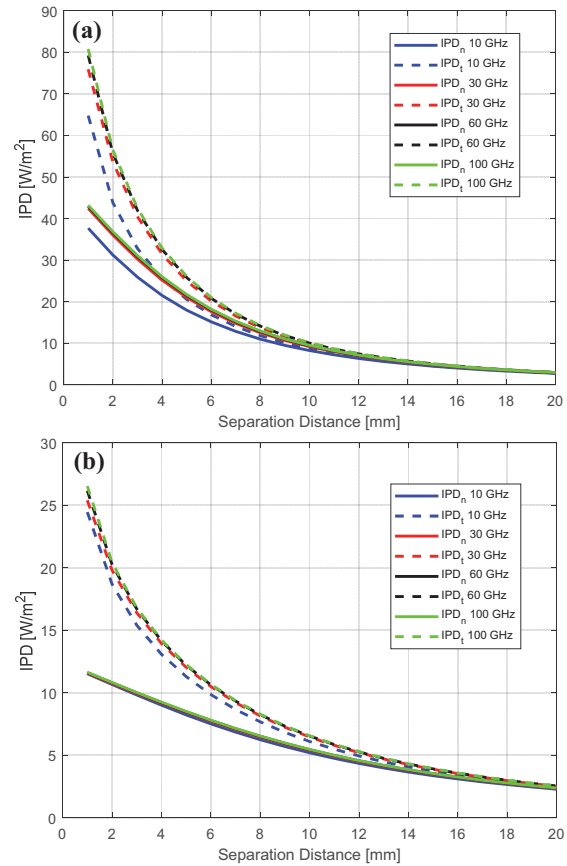 (a)
90
80
70
60
50
40
30
20
10
0
IPD [W/m²]
IPDₙ 10 GHz
IPDₜ 10 GHz
IPDₙ 30 GHz
IPDₜ 30 GHz
IPDₙ 60 GHz
IPDₜ 60 GHz
IPDₙ 100 GHz
IPDₜ 100 GHz
0 2 4 6 8 10 12 14 16 18 20
Separation Distance [mm]
(b)
30
25
20
15
10
5
0
IPD [W/m²]
IPDₙ 10 GHz
IPDₜ 10 GHz
IPDₙ 30 GHz
IPDₜ 30 GHz
IPDₙ 60 GHz
IPDₜ 60 GHz
IPDₙ 100 GHz
IPDₜ 100 GHz
0 2 4 6 8 10 12 14 16 18 20
Separation Distance [mm]